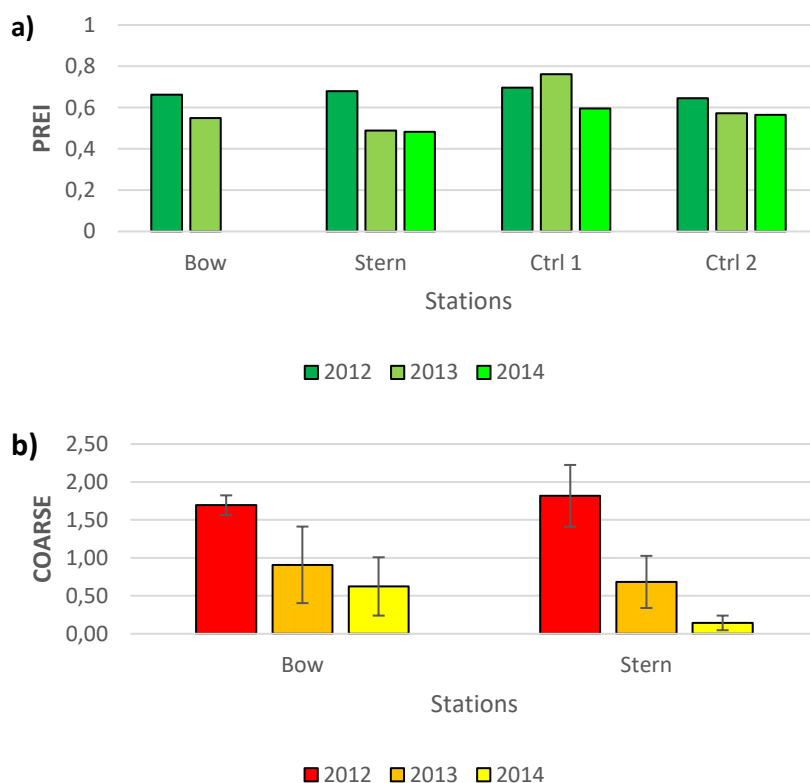 a)
1
0,8
0,6
0,4
0,2
0
PREI
Bow Stern Ctrl 1 Ctrl 2
Stations
2012 2013 2014
b)
2,50
2,00
1,50
1,00
0,50
0,00
COARSE
Bow Stern
Stations
2012 2013 2014